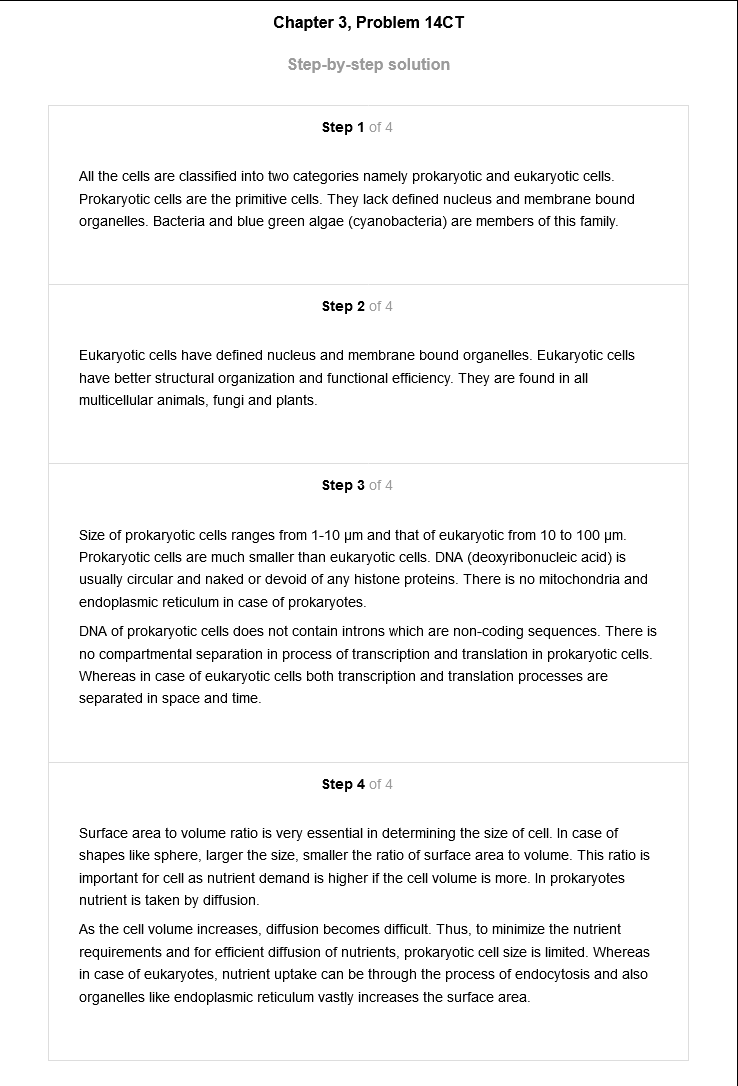 Chapter 3, Problem 14CT
Step-by-step solution
Step 1 of 4
All the cells are classified into two categories namely prokaryotic and eukaryotic cells.
Prokaryotic cells are the primitive cells. They lack defined nucleus and membrane bound
organelles. Bacteria and blue green algae (cyanobacteria) are members of this family.
Step 2 of 4
Eukaryotic cells have defined nucleus and membrane bound organelles. Eukaryotic cells
have better structural organization and functional efficiency. They are found in all
multicellular animals, fungi and plants.
Step 3 of 4
Size of prokaryotic cells ranges from 1-10 μm and that of eukaryotic from 10 to 100 μm.
Prokaryotic cells are much smaller than eukaryotic cells. DNA (deoxyribonucleic acid) is
usually circular and naked or devoid of any histone proteins. There is no mitochondria and
endoplasmic reticulum in case of prokaryotes.
DNA of prokaryotic cells does not contain introns which are non-coding sequences. There is
no compartmental separation in process of transcription and translation in prokaryotic cells.
Whereas in case of eukaryotic cells both transcription and translation processes are
separated in space and time.
Step 4 of 4
Surface area to volume ratio is very essential in determining the size of cell. In case of
shapes like sphere, larger the size, smaller the ratio of surface area to volume. This ratio is
important for cell as nutrient demand is higher if the cell volume is more. In prokaryotes
nutrient is taken by diffusion.
As the cell volume increases, diffusion becomes difficult. Thus, to minimize the nutrient
requirements and for efficient diffusion of nutrients, prokaryotic cell size is limited. Whereas
in case of eukaryotes, nutrient uptake can be through the process of endocytosis and also
organelles like endoplasmic reticulum vastly increases the surface area.